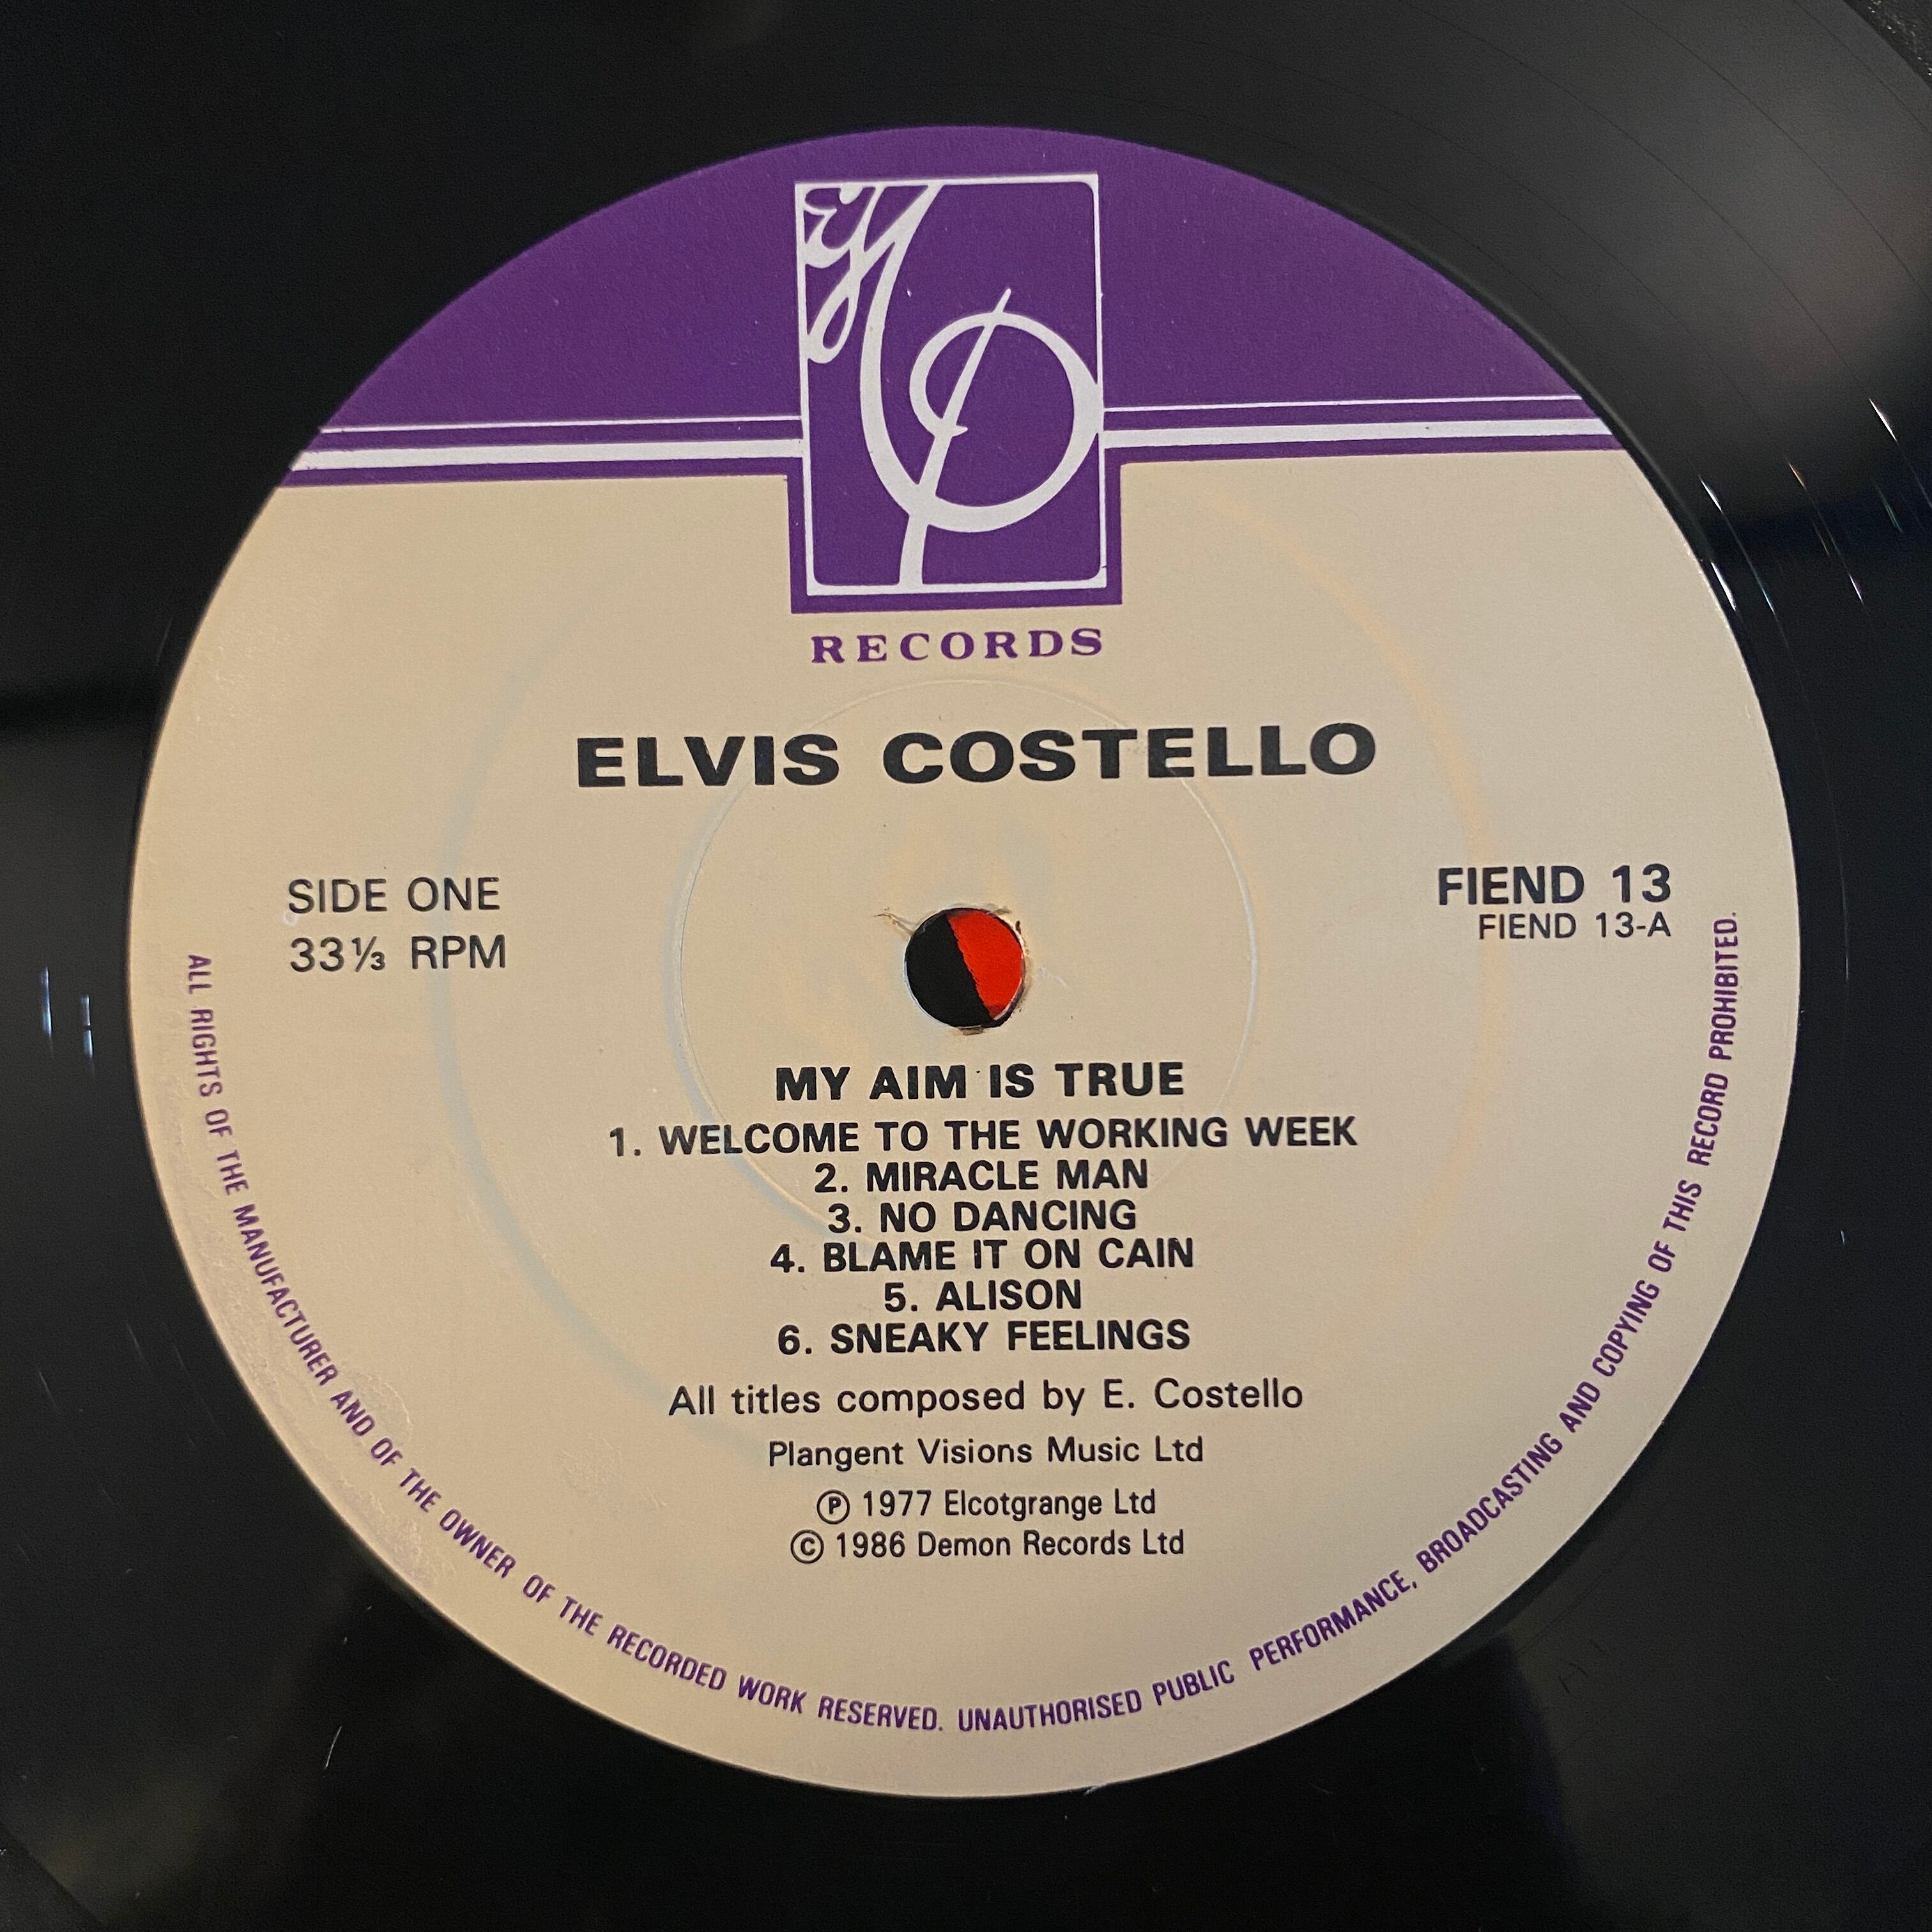 RECORDS
ELVIS COSTELLO
SIDE ONE
33⅓ RPM
FIEND 13
FIEND 13-A
MY AIM IS TRUE
1. WELCOME TO THE WORKING WEEK
2. MIRACLE MAN
3. NO DANCING
4. BLAME IT ON CAIN
5. ALISON
6. SNEAKY FEELINGS
All titles composed by E. Costello
Plangent Visions Music Ltd
Ⓟ 1977 Elcotgrange Ltd
© 1986 Demon Records Ltd
ALL RIGHTS OF THE MANUFACTURER AND OF THE OWNER OF THE RECORDED WORK RESERVED. UNAUTHORISED PUBLIC PERFORMANCE, BROADCASTING AND COPYING OF THIS RECORD PROHIBITED.